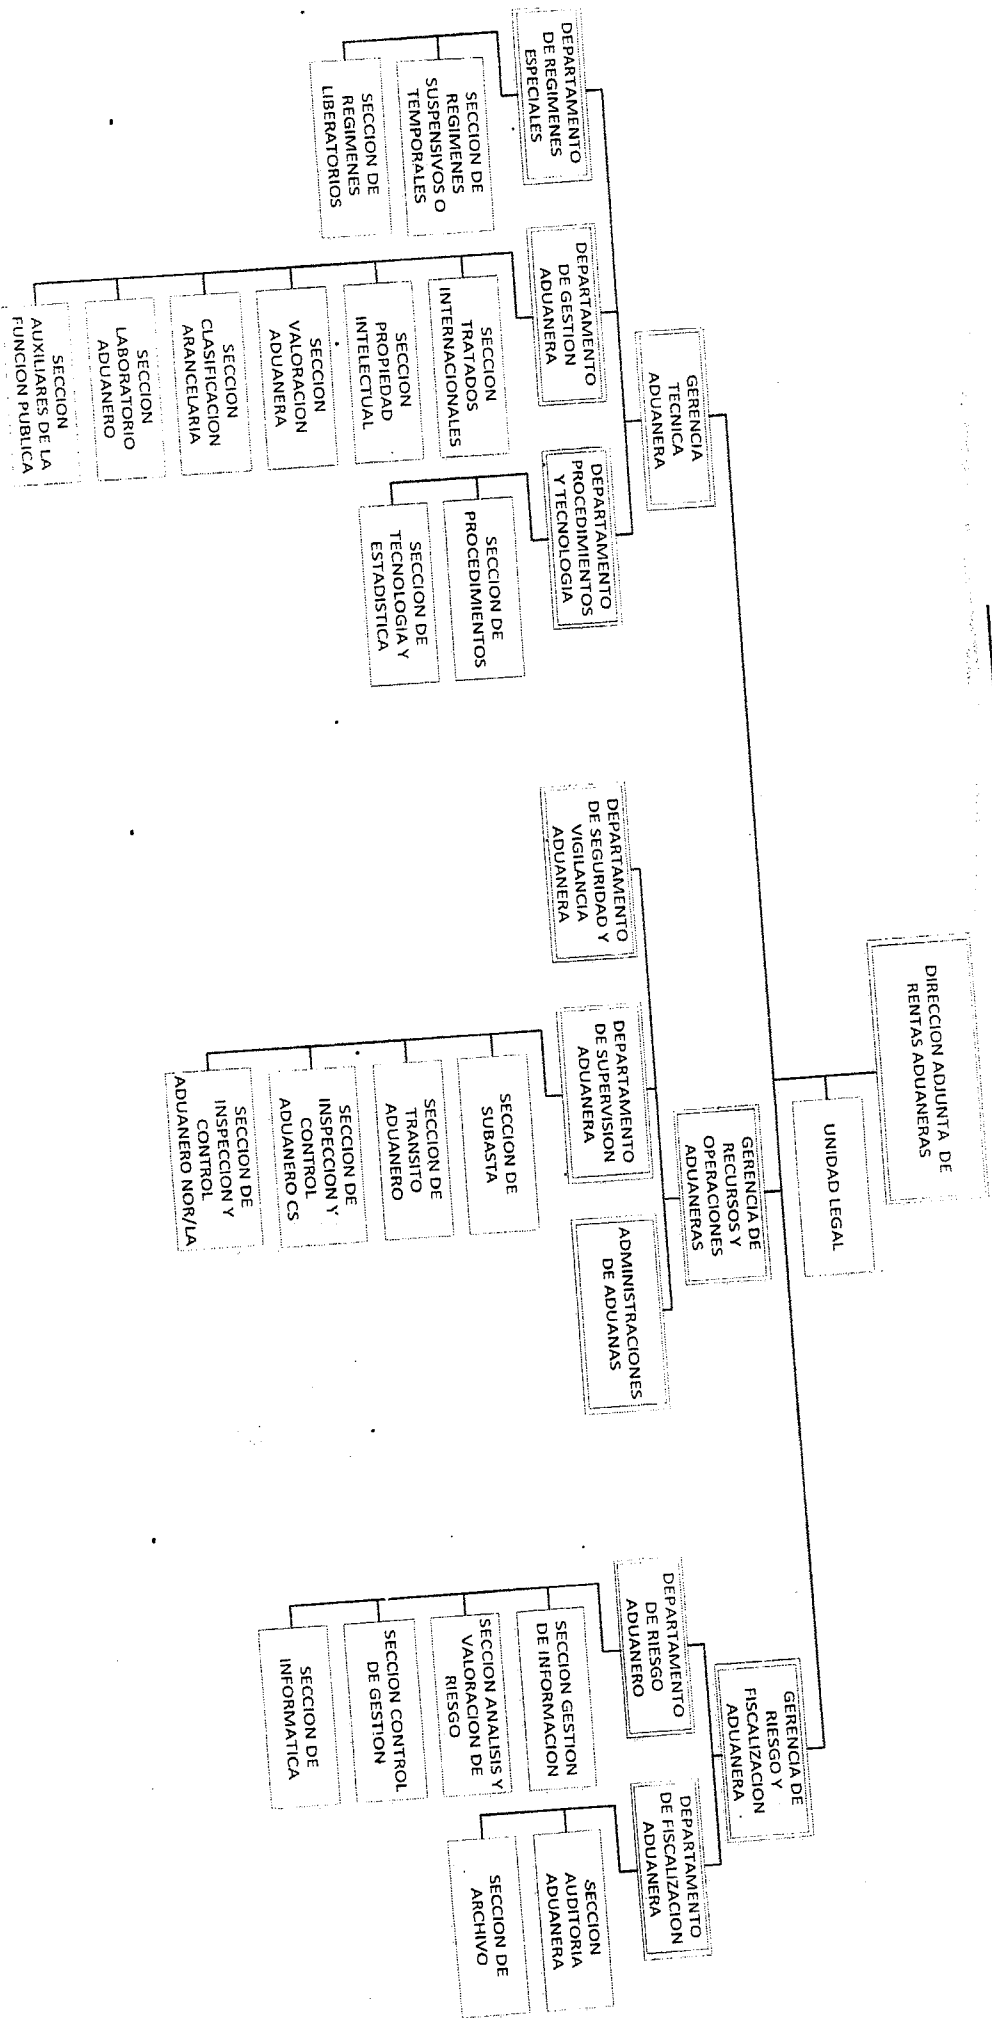 DIRECCION ADJUNTA DE
RENTAS ADUANERAS
UNIDAD LEGAL
GERENCIA
TECNICA
ADUANERA
DEPARTAMENTO
DE REGIMENES
ESPECIALES
SECCION DE
REGIMENES
SUSPENSIVOS O
TEMPORALES
SECCION DE
REGIMENES
LIBERATORIOS
DEPARTAMENTO
DE GESTION
ADUANERA
SECCION
TRATADOS
INTERNACIONALES
SECCION
PROPIEDAD
INTELECTUAL
SECCION
VALORACION
ADUANERA
SECCION
CLASIFICACION
ARANCELARIA
SECCION
LABORATORIO
ADUANERO
SECCION
AUXILIARES DE LA
FUNCION PUBLICA
DEPARTAMENTO
PROCEDIMIENTOS
Y TECNOLOGIA
SECCION DE
PROCEDIMIENTOS
SECCION DE
TECNOLOGIA Y
ESTADISTICA
GERENCIA DE
RECURSOS Y
OPERACIONES
ADUANERAS
DEPARTAMENTO
DE SEGURIDAD Y
VIGILANCIA
ADUANERA
DEPARTAMENTO
DE SUPERVISION
ADUANERA
SECCION DE
SUBASTA
SECCION DE
TRANSITO
ADUANERO
SECCION DE
INSPECCION Y
CONTROL
ADUANERO CS
SECCION DE
INSPECCION Y
CONTROL
ADUANERO NOR/LA
ADMINISTRACIONES
DE ADUANAS
GERENCIA DE
RIESGO Y
FISCALIZACION
ADUANERA
DEPARTAMENTO
DE RIESGO
ADUANERO
SECCION GESTION
DE INFORMACION
SECCION ANALISIS Y
VALORACION DE
RIESGO
SECCION CONTROL
DE GESTION
SECCION DE
INFORMATICA
DEPARTAMENTO
DE FISCALIZACION
ADUANERA
SECCION
AUDITORIA
ADUANERA
SECCION DE
ARCHIVO